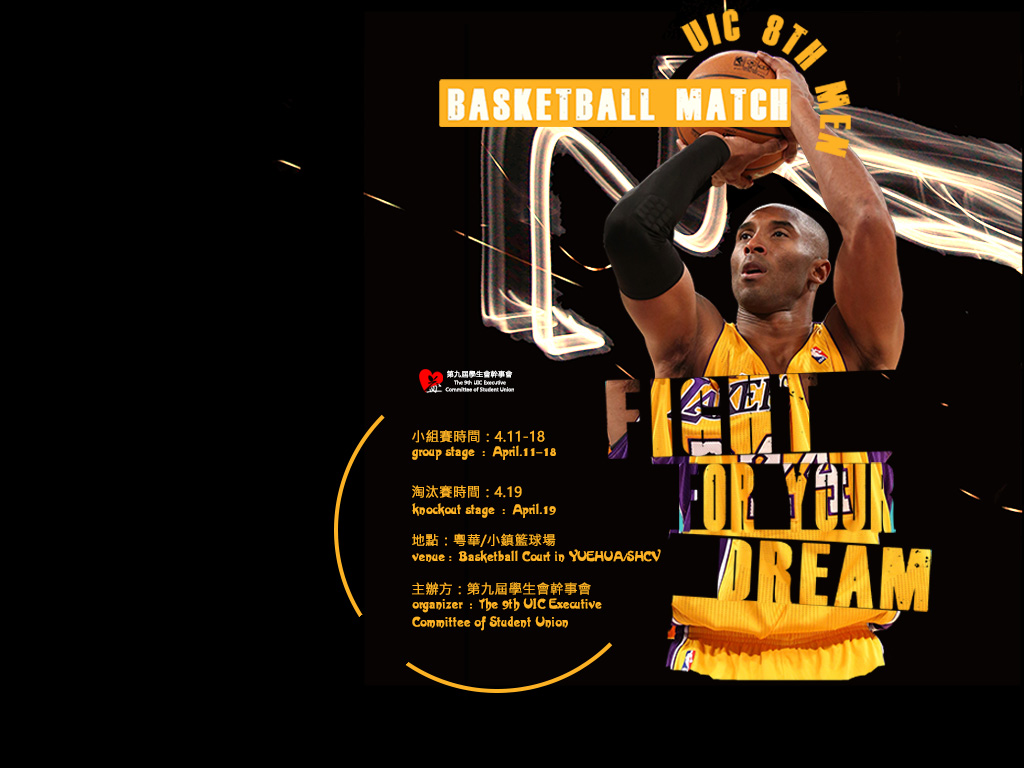 UIC 8TH MEN
BASKETBALL MATCH
第九屆學生會幹事會
The 9th UIC Executive
Committee of Student Union
FIGHT
FOR YOUR
DREAM
小組賽時間：4.11-18
group stage : April.11-18
淘汰賽時間：4.19
knockout stage : April.19
地點：粵華/小鎮籃球場
venue : Basketball Court in YUEHUA/SHCV
主辦方：第九屆學生會幹事會
organizer : The 9th UIC Executive
Committee of Student Union